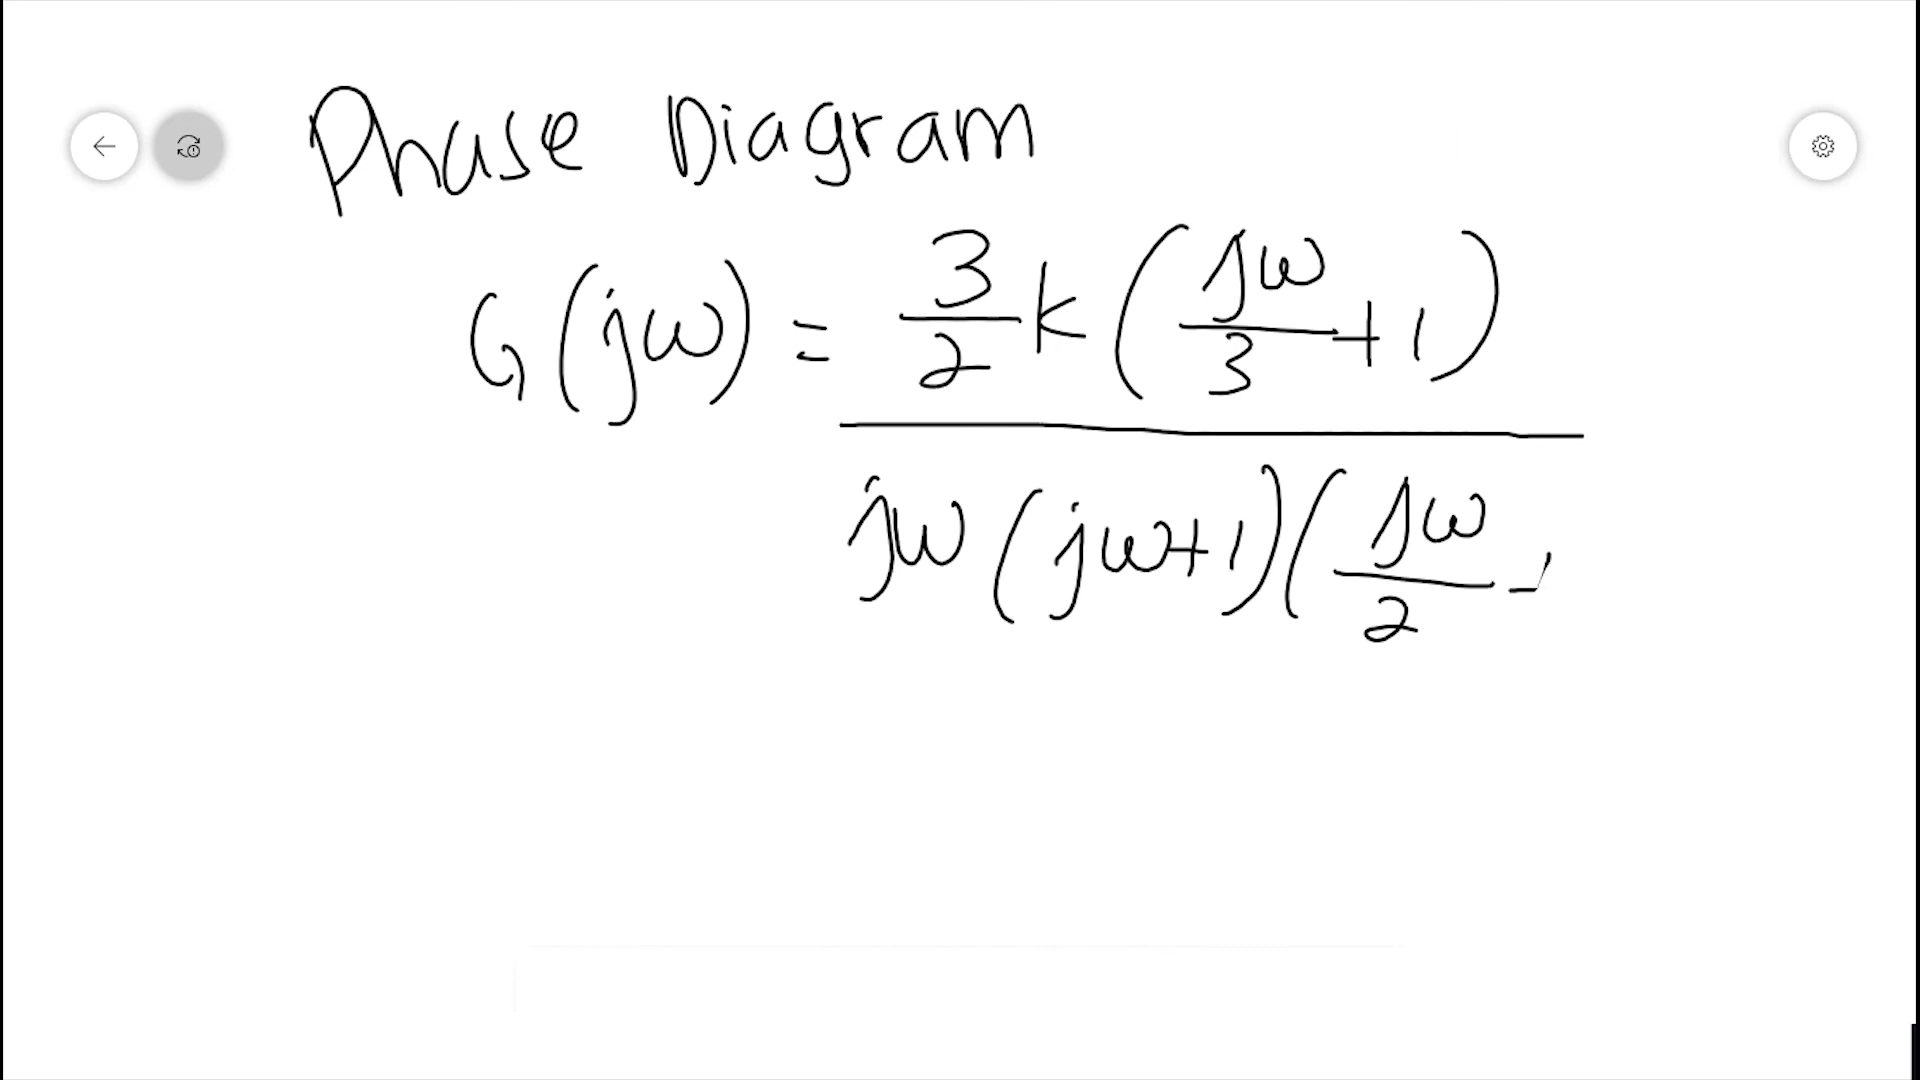 Phase Diagram
G(jω) = 3/2 k (jω/3 + 1)
jω (jω+1)(jω/2 -